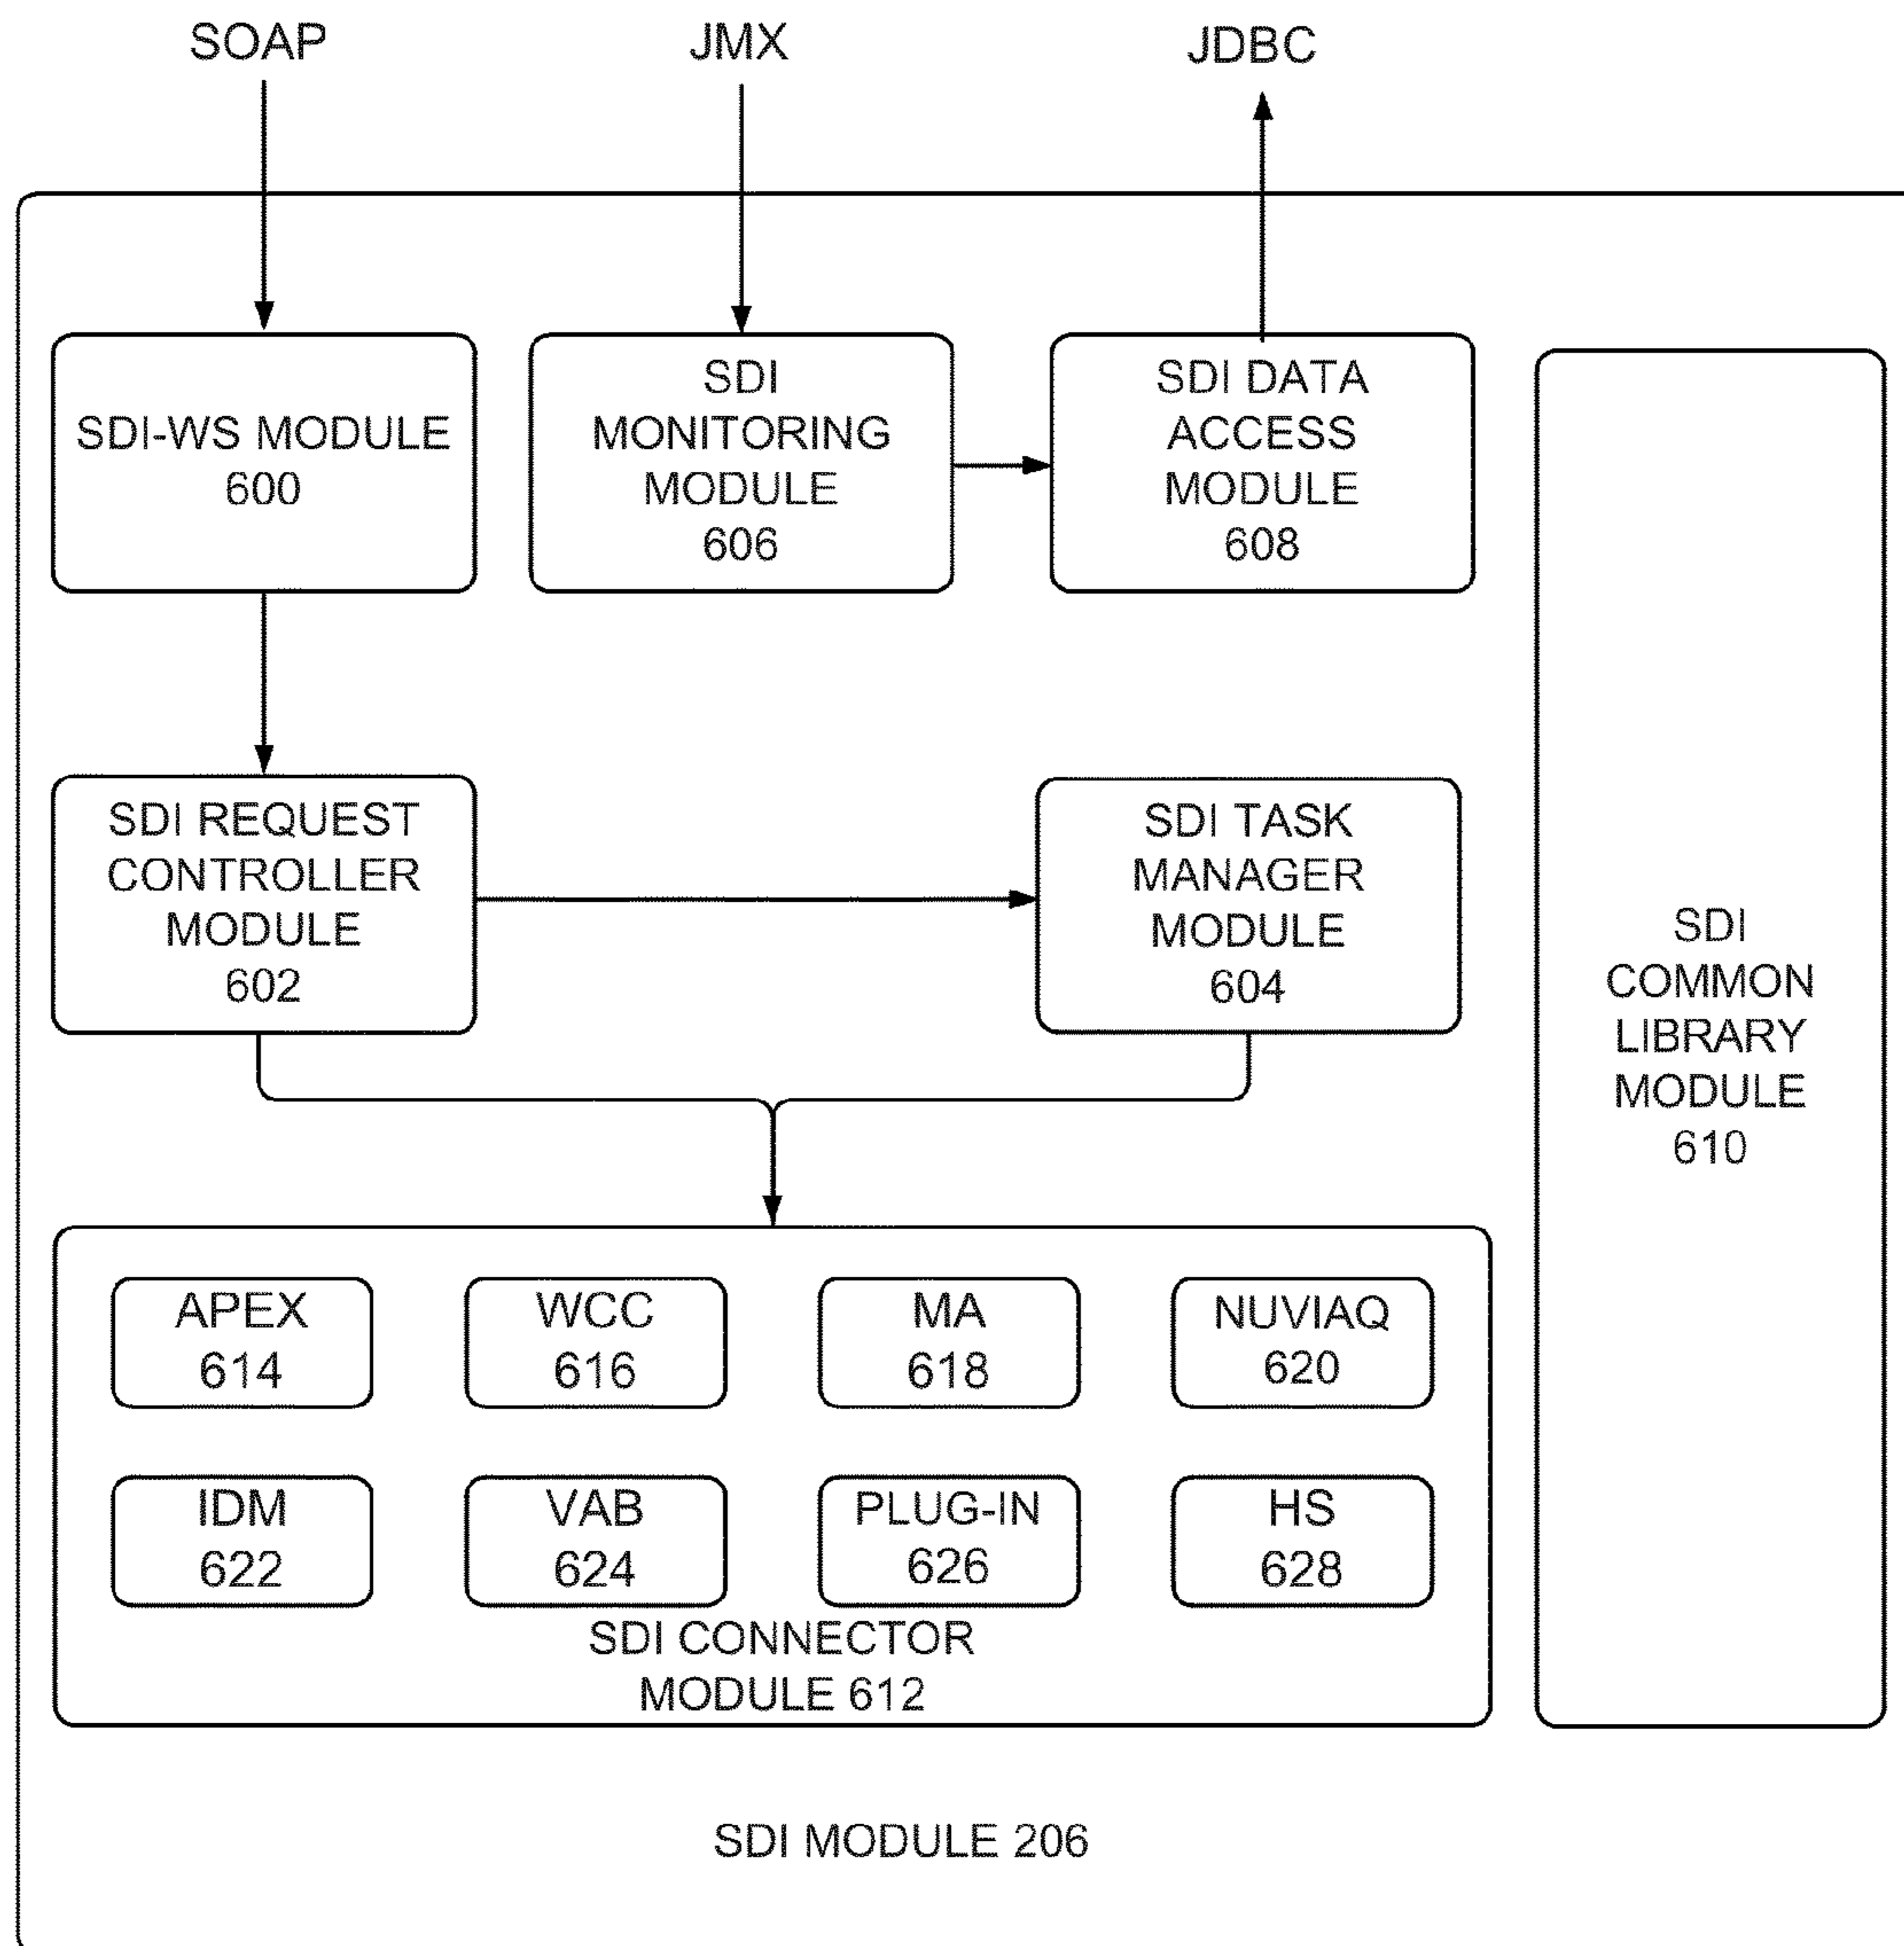 SOAP
JMX
JDBC
SDI-WS MODULE
600
SDI
MONITORING
MODULE
606
SDI DATA
ACCESS
MODULE
608
SDI REQUEST
CONTROLLER
MODULE
602
SDI TASK
MANAGER
MODULE
604
SDI
COMMON
LIBRARY
MODULE
610
APEX
614
WCC
616
MA
618
NUVIAQ
620
IDM
622
VAB
624
PLUG-IN
626
HS
628
SDI CONNECTOR
MODULE 612
SDI MODULE 206